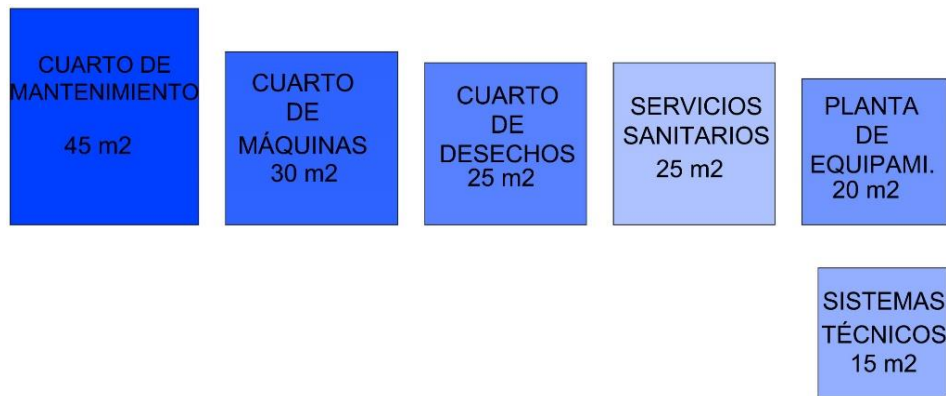 CUARTO DE
MANTENIMIENTO
45 m2
CUARTO
DE
MÁQUINAS
30 m2
CUARTO
DE
DESECHOS
25 m2
SERVICIOS
SANITARIOS
25 m2
PLANTA
DE
EQUIPAMI.
20 m2
SISTEMAS
TÉCNICOS
15 m2